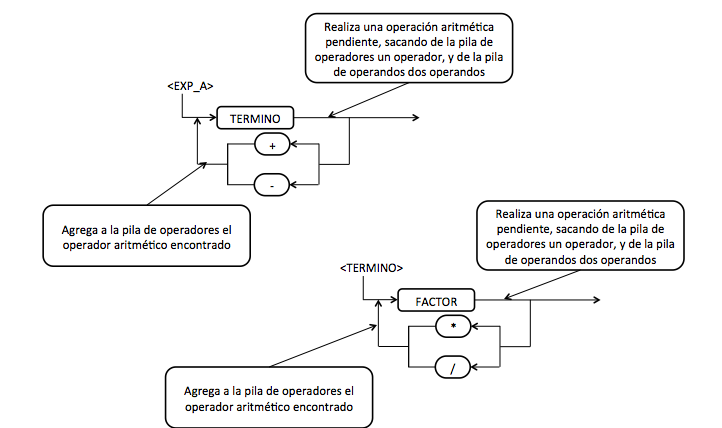 Realiza una operación aritmética
pendiente, sacando de la pila de
operadores un operador, y de la pila
de operandos dos operandos
<EXP_A>
TERMINO
+
-
Agrega a la pila de operadores el
operador aritmético encontrado
Realiza una operación aritmética
pendiente, sacando de la pila de
operadores un operador, y de la pila
de operandos dos operandos
<TERMINO>
FACTOR
*
/
Agrega a la pila de operadores el
operador aritmético encontrado